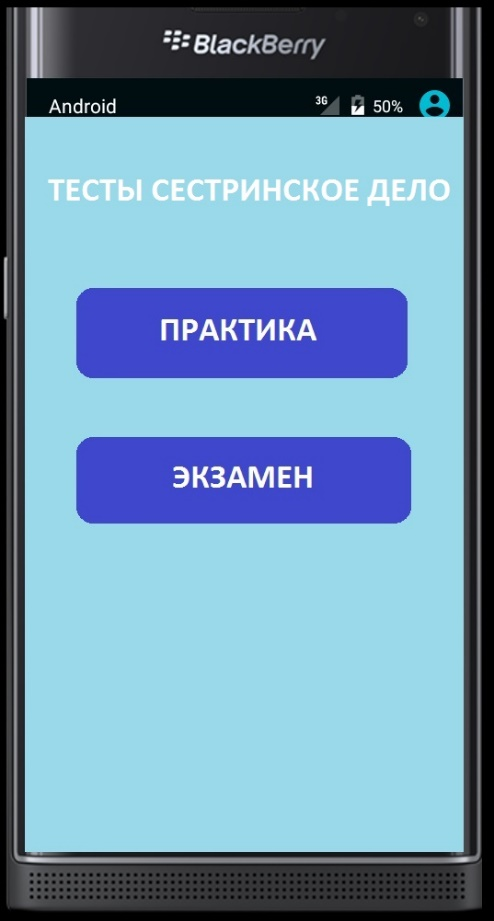 BlackBerry
Android 3G 50%
ТЕСТЫ СЕСТРИНСКОЕ ДЕЛО
ПРАКТИКА
ЭКЗАМЕН